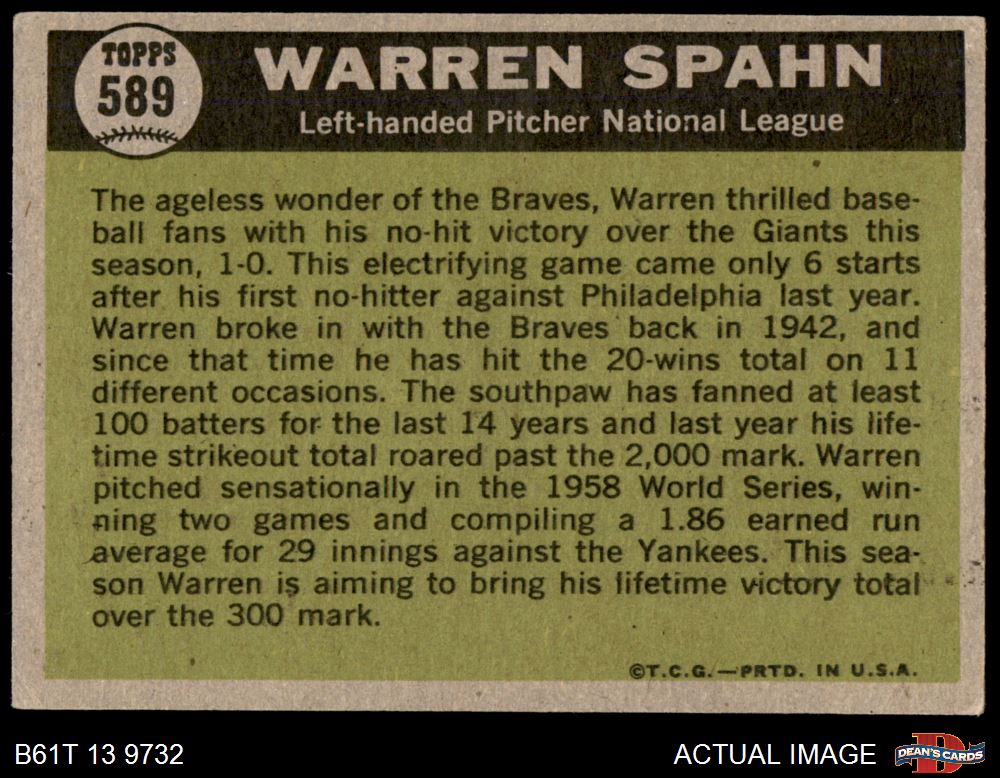 TOPPS
589
WARREN SPAHN
Left-handed Pitcher National League
The ageless wonder of the Braves, Warren thrilled base-
ball fans with his no-hit victory over the Giants this
season, 1-0. This electrifying game came only 6 starts
after his first no-hitter against Philadelphia last year.
Warren broke in with the Braves back in 1942, and
since that time he has hit the 20-wins total on 11
different occasions. The southpaw has fanned at least
100 batters for the last 14 years and last year his life-
time strikeout total roared past the 2,000 mark. Warren
pitched sensationally in the 1958 World Series, win-
ning two games and compiling a 1.86 earned run
average for 29 innings against the Yankees. This sea-
son Warren is aiming to bring his lifetime victory total
over the 300 mark.
©T.C.G.—PRTD. IN U.S.A.
B61T 13 9732
ACTUAL IMAGE
D
DEAN'S CARDS